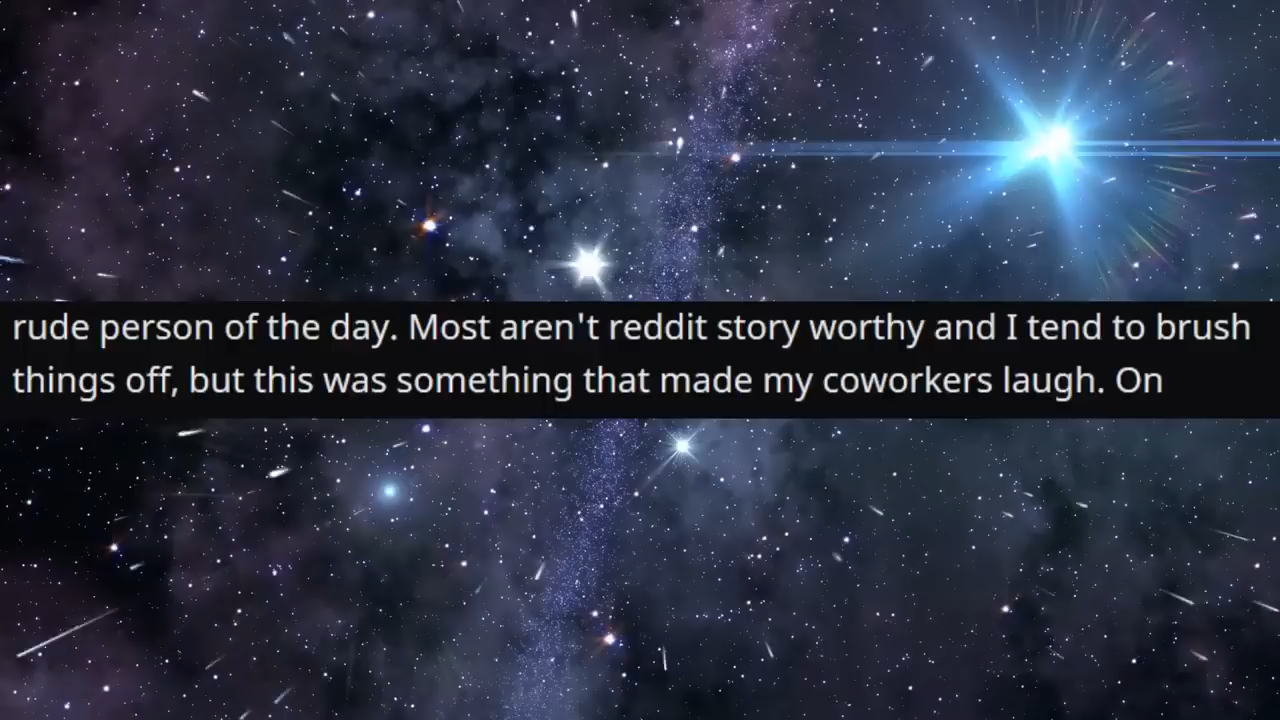 rude person of the day. Most aren't reddit story worthy and I tend to brush
things off, but this was something that made my coworkers laugh. On